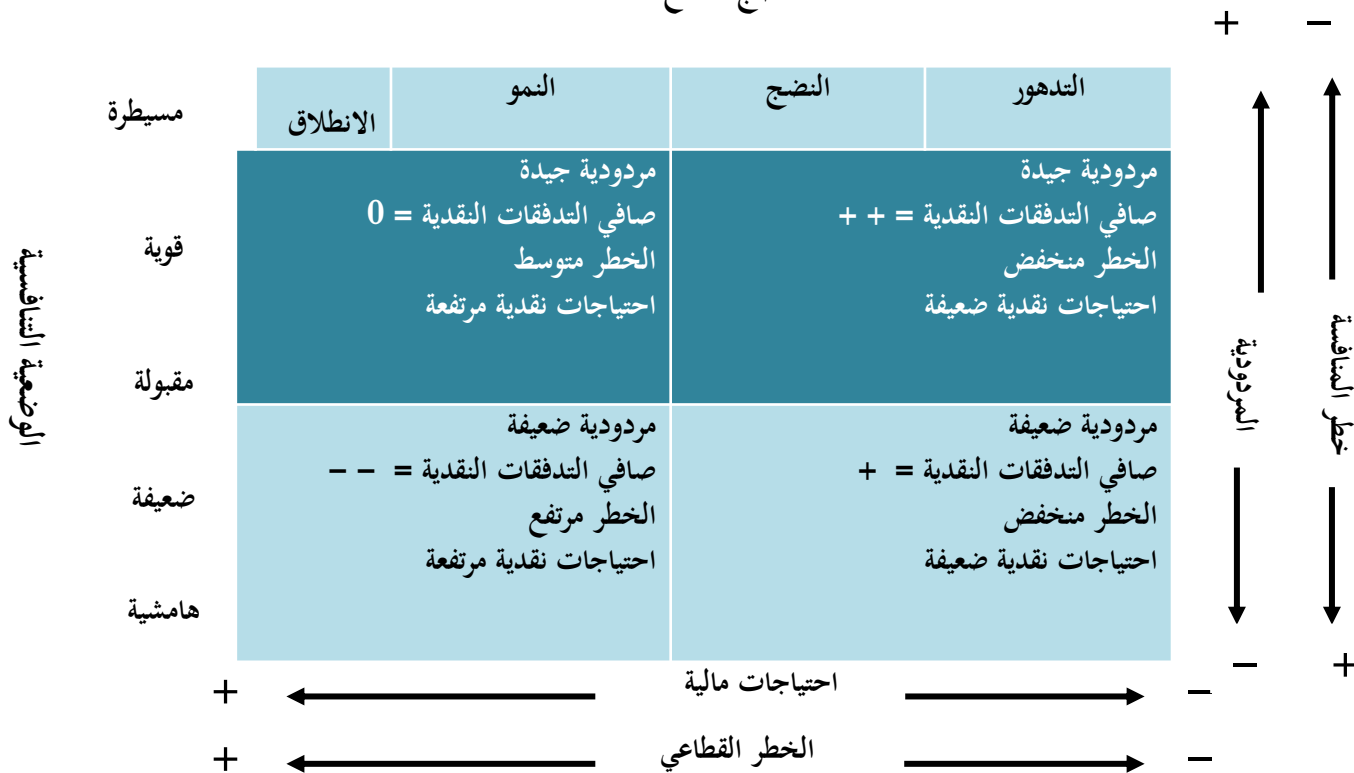 + –
التدهور النضج النمو الانطلاق
مسيطرة
قوية
مقبولة
ضعيفة
هامشية
الوضعية التنافسية
مردودية جيدة
صافي التدفقات النقدية = + +
الخطر منخفض
احتياجات نقدية ضعيفة
مردودية جيدة
صافي التدفقات النقدية = 0
الخطر متوسط
احتياجات نقدية مرتفعة
مردودية ضعيفة
صافي التدفقات النقدية = +
الخطر منخفض
احتياجات نقدية ضعيفة
مردودية ضعيفة
صافي التدفقات النقدية = – –
الخطر مرتفع
احتياجات نقدية مرتفعة
خطر المنافسة
المردودية
– +
– احتياجات مالية +
– الخطر القطاعي +